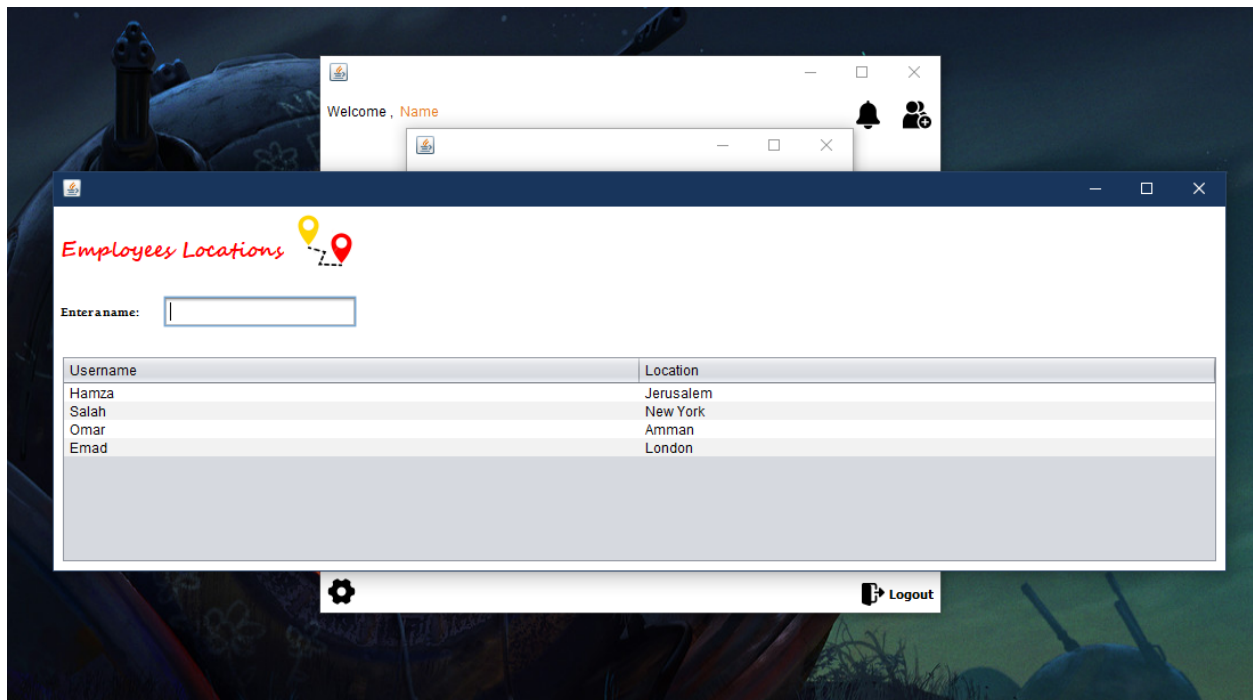 Welcome , Name
Employees Locations
Enter a name:
Username Location
Hamza Jerusalem
Salah New York
Omar Amman
Emad London
Logout